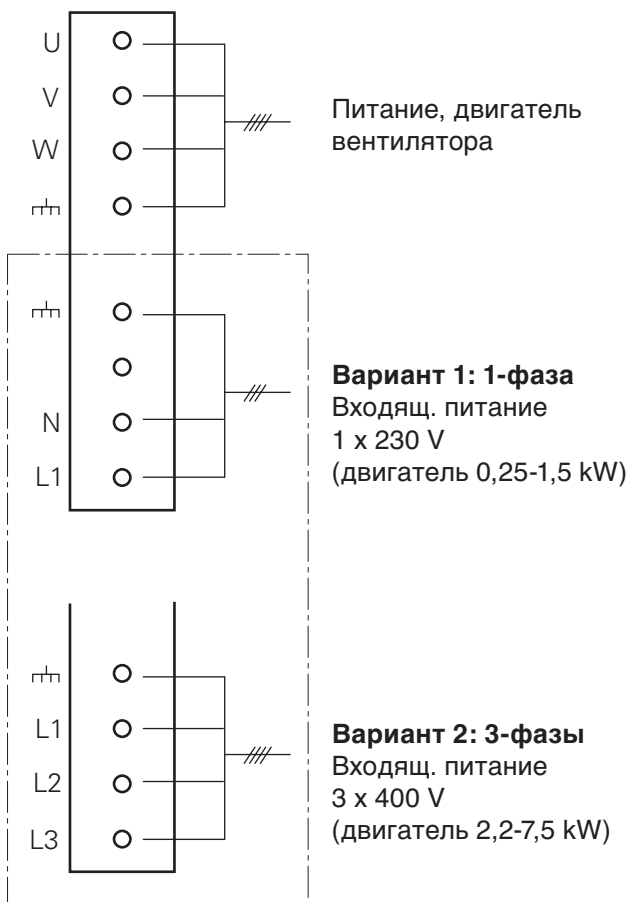 U
V
W
Питание, двигатель
вентилятора
N
L1
Вариант 1: 1-фаза
Входящ. питание
1 x 230 V
(двигатель 0,25-1,5 kW)
L1
L2
L3
Вариант 2: 3-фазы
Входящ. питание
3 x 400 V
(двигатель 2,2-7,5 kW)